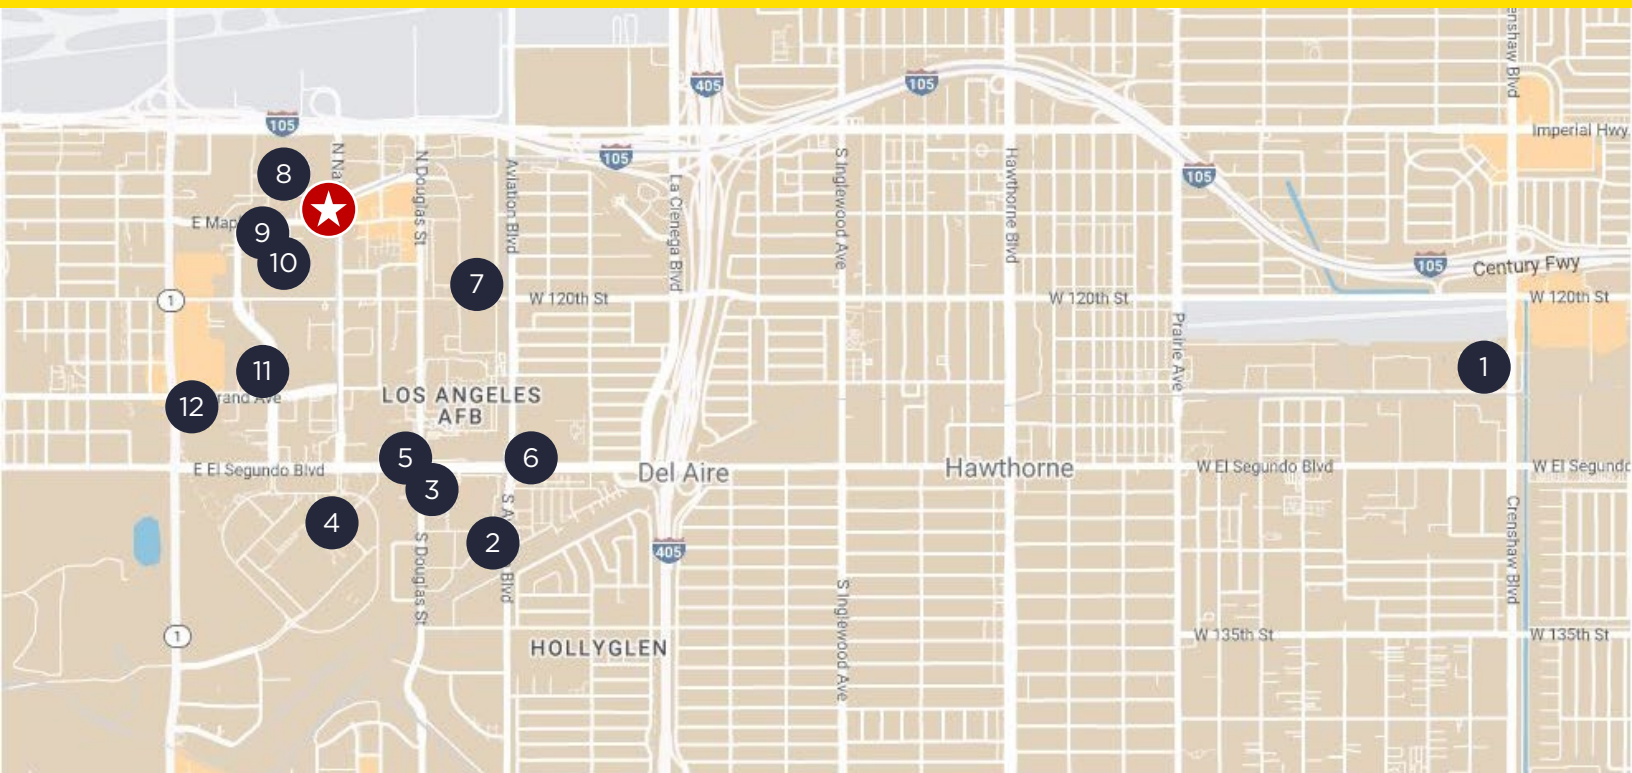 enshaw Blvd
405
105
105
Imperial Hwy.
105
N Na
N Douglas St
Aviation Blvd
La Cienega Blvd
S Inglewood Ave
Hawthorne Blvd
105
8
E Map
9
10
7
105
Century Fwy
1
W 120th St
W 120th St
W 120th St
Prairie Ave
11
1
12
rand Ave
LOS ANGELES
AFB
5
6
E El Segundo Blvd
Del Aire
Hawthorne
W El Segundo Blvd
W El Segundo
3
4
S A
Blvd
2
S Douglas St
405
Crenshaw Blvd
S Inglewood Ave
1
HOLLYGLEN
W 135th St
W 135th St